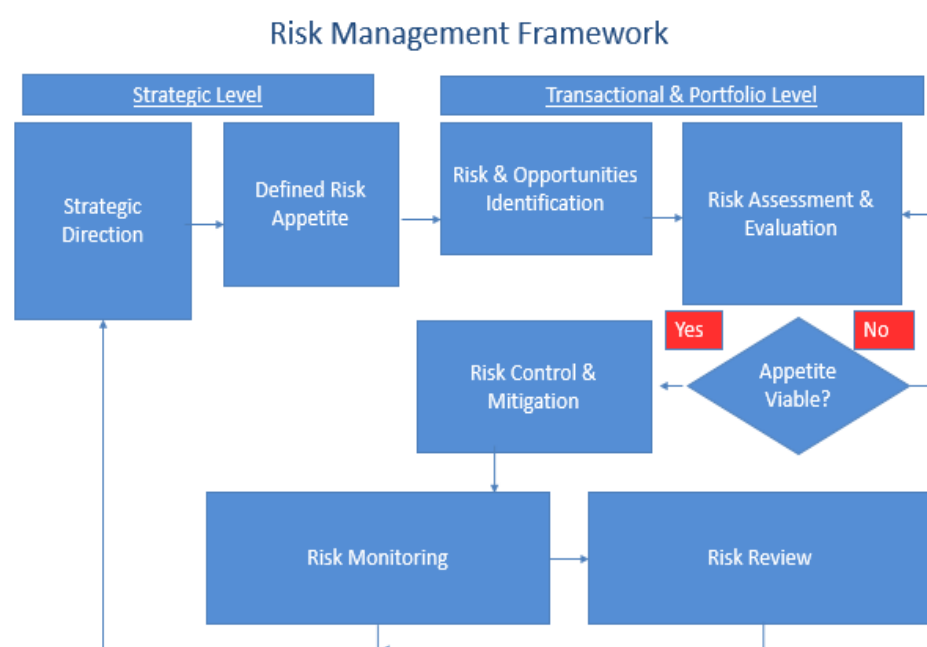 Risk Management Framework
Strategic Level
Transactional & Portfolio Level
Strategic
Direction
Defined Risk
Appetite
Risk & Opportunities
Identification
Risk Assessment &
Evaluation
Yes
No
Risk Control &
Mitigation
Appetite
Viable?
Risk Monitoring
Risk Review